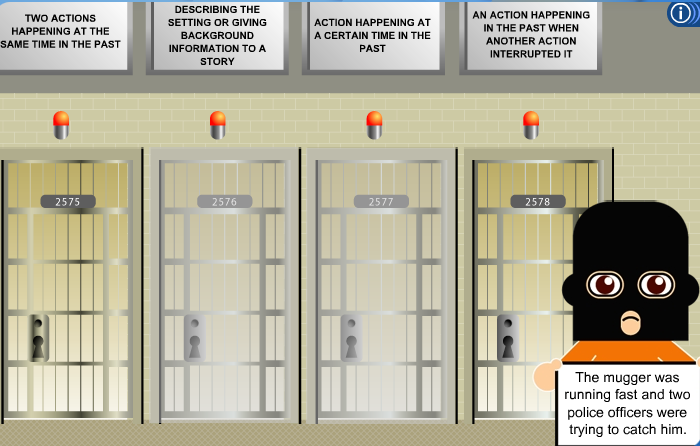 TWO ACTIONS
HAPPENING AT THE
SAME TIME IN THE PAST
DESCRIBING THE
SETTING OR GIVING
BACKGROUND
INFORMATION TO A
STORY
ACTION HAPPENING AT
A CERTAIN TIME IN THE
PAST
AN ACTION HAPPENING
IN THE PAST WHEN
ANOTHER ACTION
INTERRUPTED IT
i
2575
2576
2577
2578
The mugger was
running fast and two
police officers were
trying to catch him.